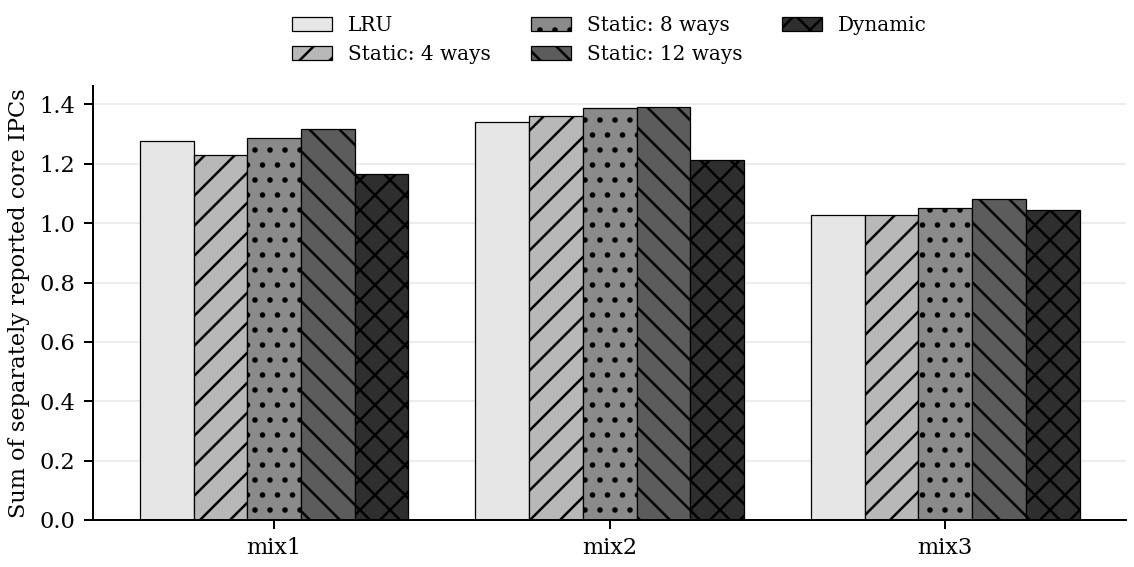 LRU
Static: 4 ways
Static: 8 ways
Static: 12 ways
Dynamic
Sum of separately reported core IPCs
1.4
1.2
1.0
0.8
0.6
0.4
0.2
0.0
mix1
mix2
mix3